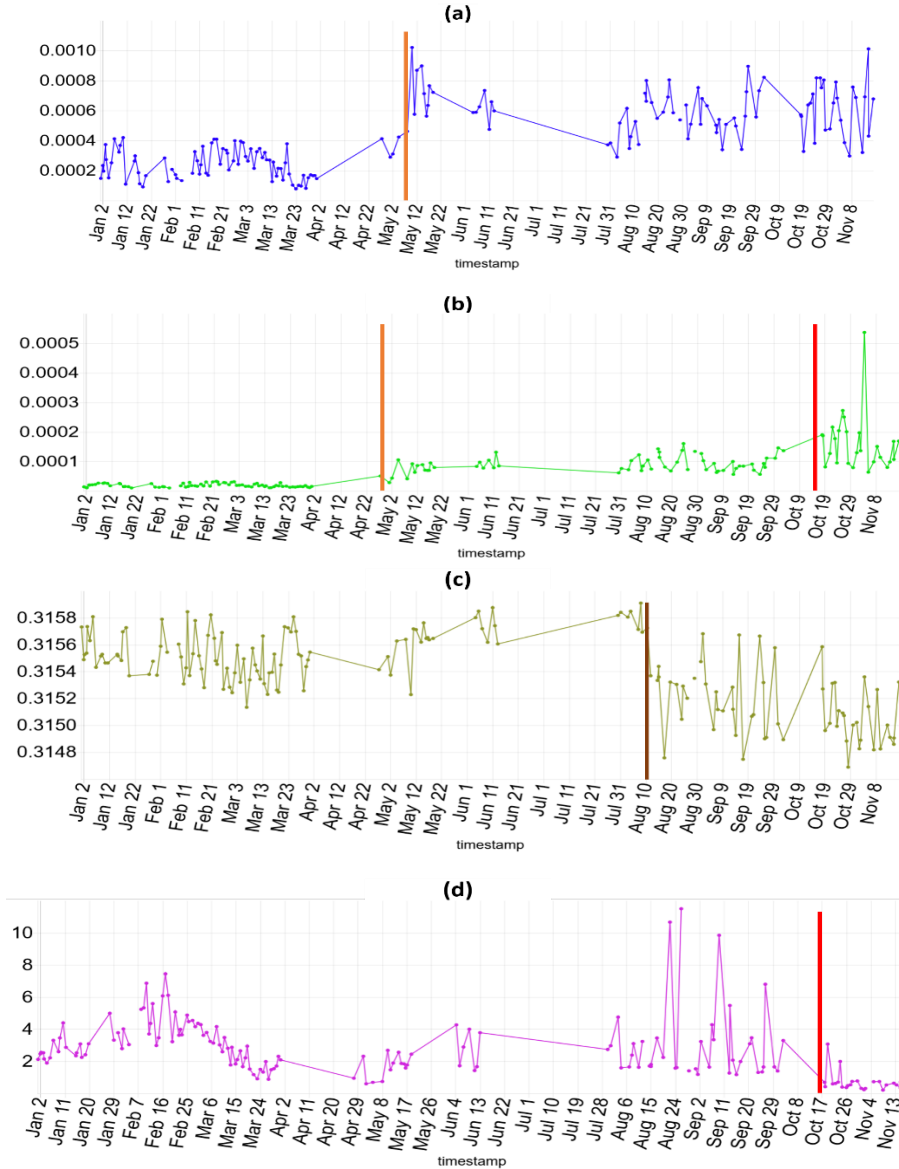 (a)
0.0010
0.0008
0.0006
0.0004
0.0002
Jan 2 Jan 12 Jan 22 Feb 1 Feb 11 Feb 21 Mar 3 Mar 13 Mar 23 Apr 2 Apr 12 Apr 22 May 2 May 12 May 22 Jun 1 Jun 11 Jun 21 Jul 1 Jul 11 Jul 21 Jul 31 Aug 10 Aug 20 Aug 30 Sep 9 Sep 19 Sep 29 Oct 9 Oct 19 Oct 29 Nov 8
timestamp
(b)
0.0005
0.0004
0.0003
0.0002
0.0001
Jan 2 Jan 12 Jan 22 Feb 1 Feb 11 Feb 21 Mar 3 Mar 13 Mar 23 Apr 2 Apr 12 Apr 22 May 2 May 12 May 22 Jun 1 Jun 11 Jun 21 Jul 1 Jul 11 Jul 21 Jul 31 Aug 10 Aug 20 Aug 30 Sep 9 Sep 19 Sep 29 Oct 9 Oct 19 Oct 29 Nov 8
timestamp
(c)
0.3158
0.3156
0.3154
0.3152
0.3150
0.3148
Jan 2 Jan 12 Jan 22 Feb 1 Feb 11 Feb 21 Mar 3 Mar 13 Mar 23 Apr 2 Apr 12 Apr 22 May 2 May 12 May 22 Jun 1 Jun 11 Jun 21 Jul 1 Jul 11 Jul 21 Jul 31 Aug 10 Aug 20 Aug 30 Sep 9 Sep 19 Sep 29 Oct 9 Oct 19 Oct 29 Nov 8
timestamp
(d)
10
8
6
4
2
Jan 2 Jan 11 Jan 20 Jan 29 Feb 7 Feb 16 Feb 25 Mar 6 Mar 15 Mar 24 Apr 2 Apr 11 Apr 20 Apr 29 May 8 May 17 May 26 Jun 4 Jun 13 Jun 22 Jul 1 Jul 10 Jul 19 Jul 28 Aug 6 Aug 15 Aug 24 Sep 2 Sep 11 Sep 20 Sep 29 Oct 8 Oct 17 Oct 26 Nov 4 Nov 13
timestamp